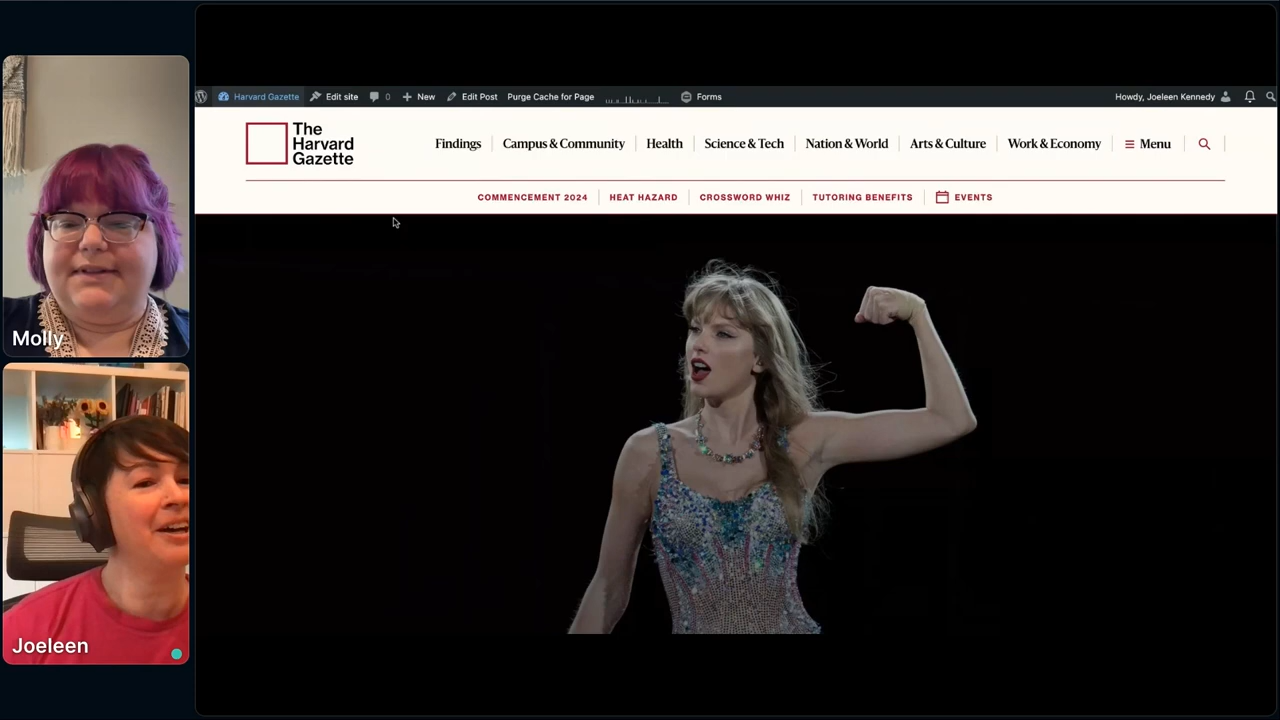 Harvard Gazette Edit site 0 New Edit Post Purge Cache for Page Forms Howdy, Joeleen Kennedy
The
Harvard
Gazette
Findings Campus & Community Health Science & Tech Nation & World Arts & Culture Work & Economy Menu
COMMENCEMENT 2024 HEAT HAZARD CROSSWORD WHIZ TUTORING BENEFITS EVENTS
Molly
Joeleen